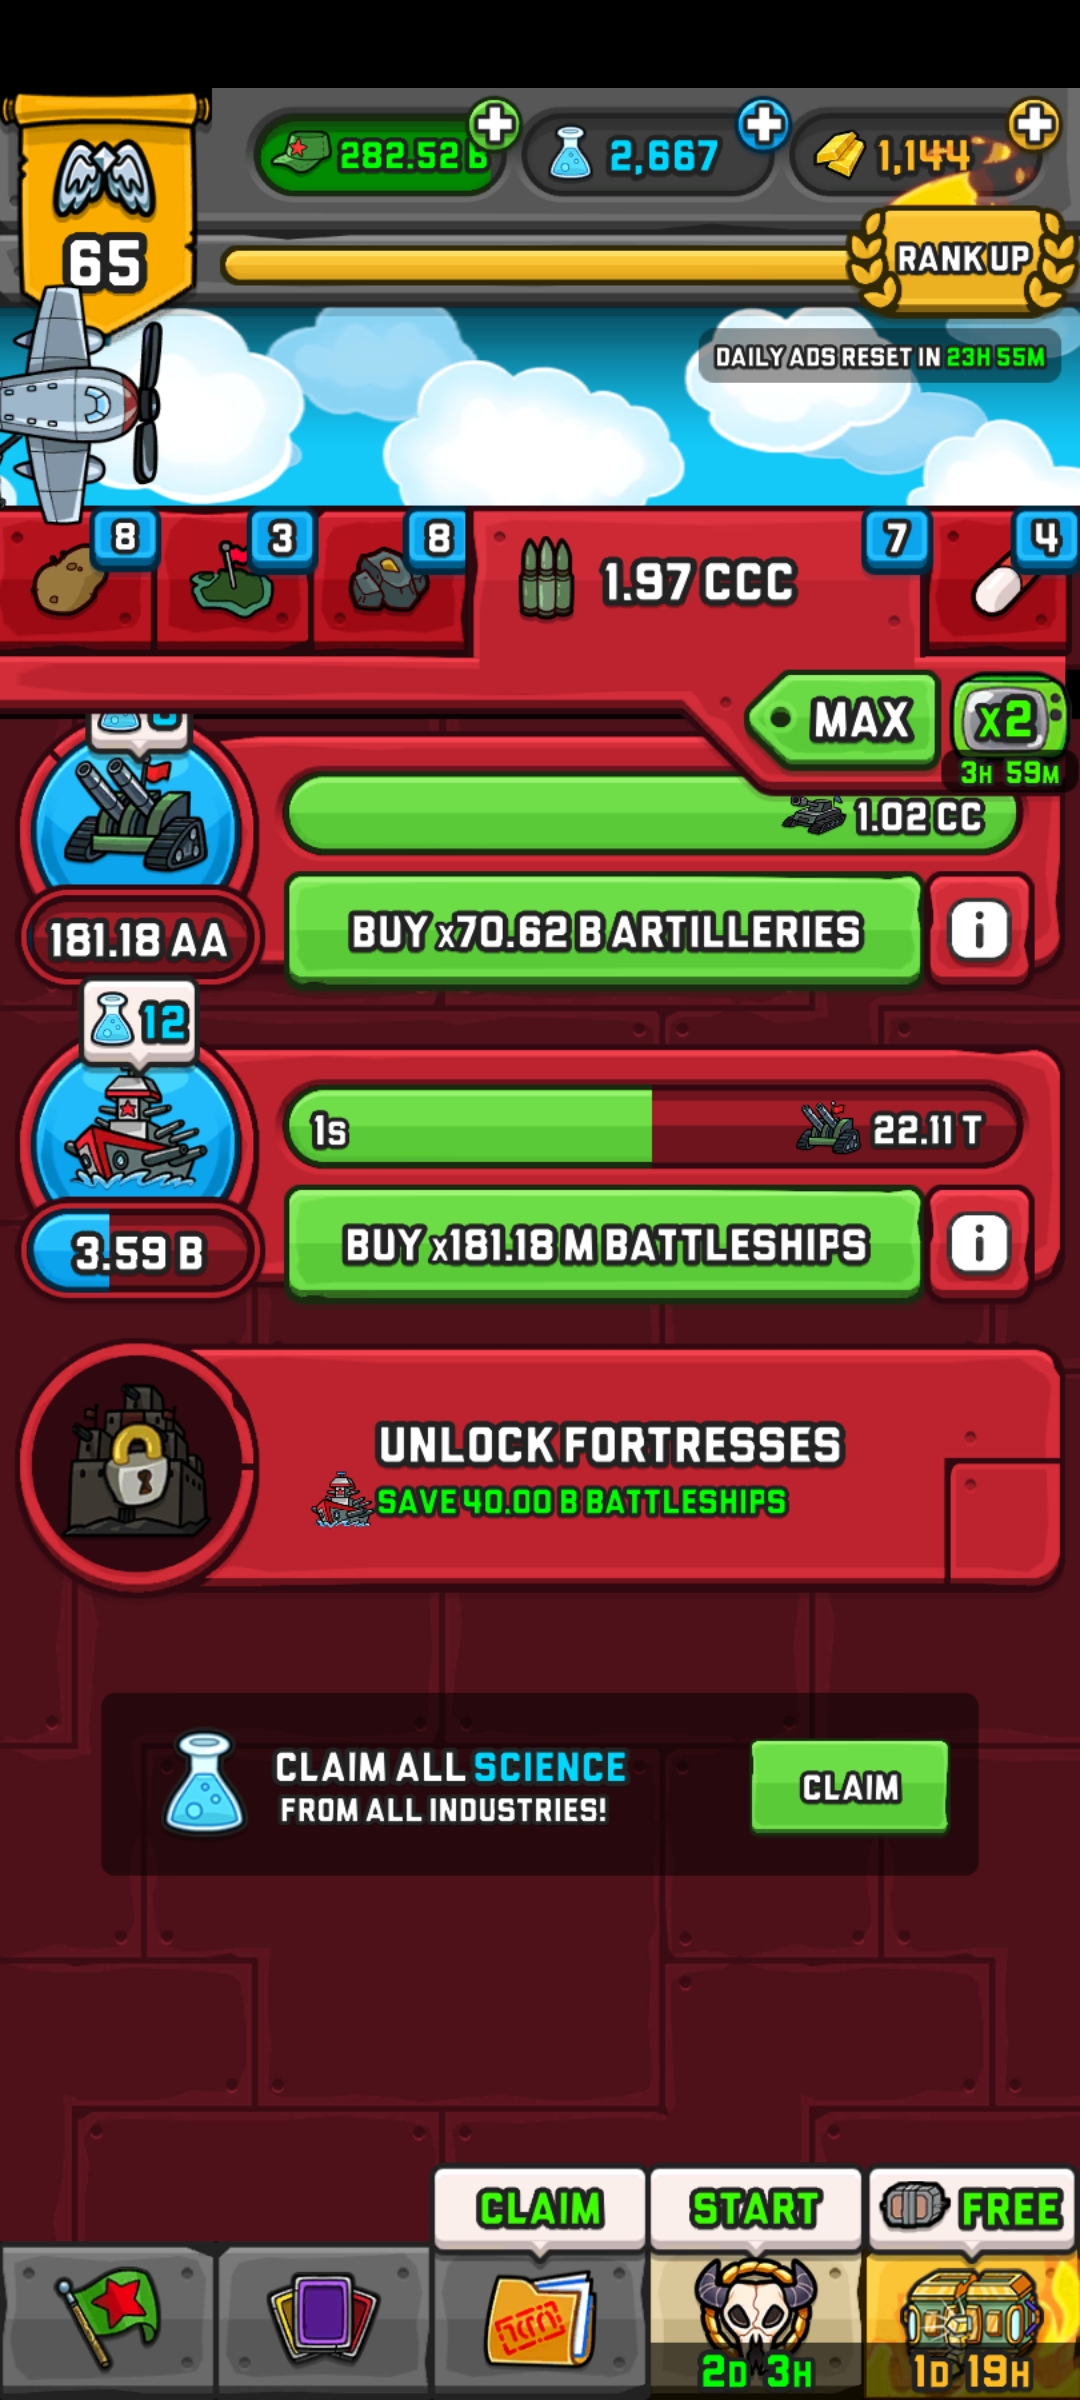 282.52 B
2,667
1,144
65
RANK UP
DAILY ADS RESET IN 23H 55M
8
3
8
1.97 CCC
7
4
MAX
x2
3H 59M
1.02 CC
181.18 AA
BUY x70.62 B ARTILLERIES
i
12
1s
22.11 T
3.59 B
BUY x181.18 M BATTLESHIPS
i
UNLOCK FORTRESSES
SAVE 40.00 B BATTLESHIPS
CLAIM ALL SCIENCE
FROM ALL INDUSTRIES!
CLAIM
CLAIM
START
FREE
2D 3H
1D 19H